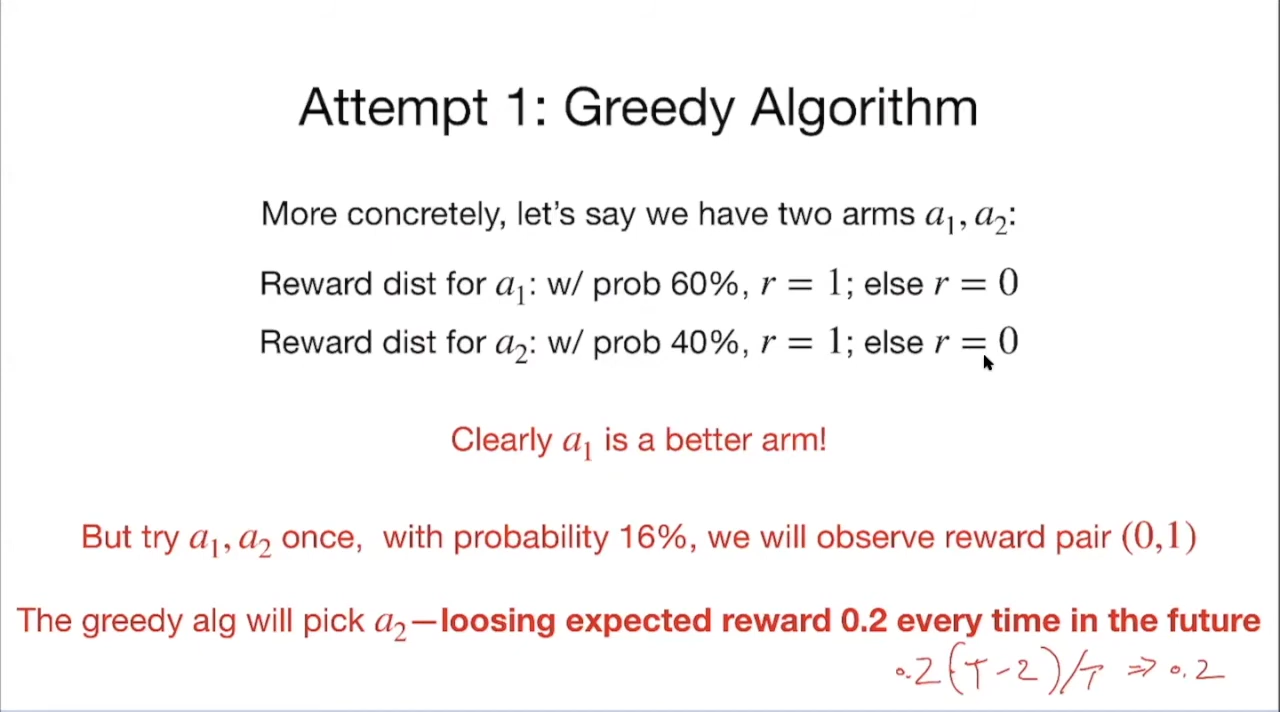 Attempt 1: Greedy Algorithm
More concretely, let's say we have two arms a₁, a₂:
Reward dist for a₁: w/ prob 60%, r = 1; else r = 0
Reward dist for a₂: w/ prob 40%, r = 1; else r = 0
Clearly a₁ is a better arm!
But try a₁, a₂ once, with probability 16%, we will observe reward pair (0,1)
The greedy alg will pick a₂—loosing expected reward 0.2 every time in the future
0.2(T-2)/T ⇒ 0.2